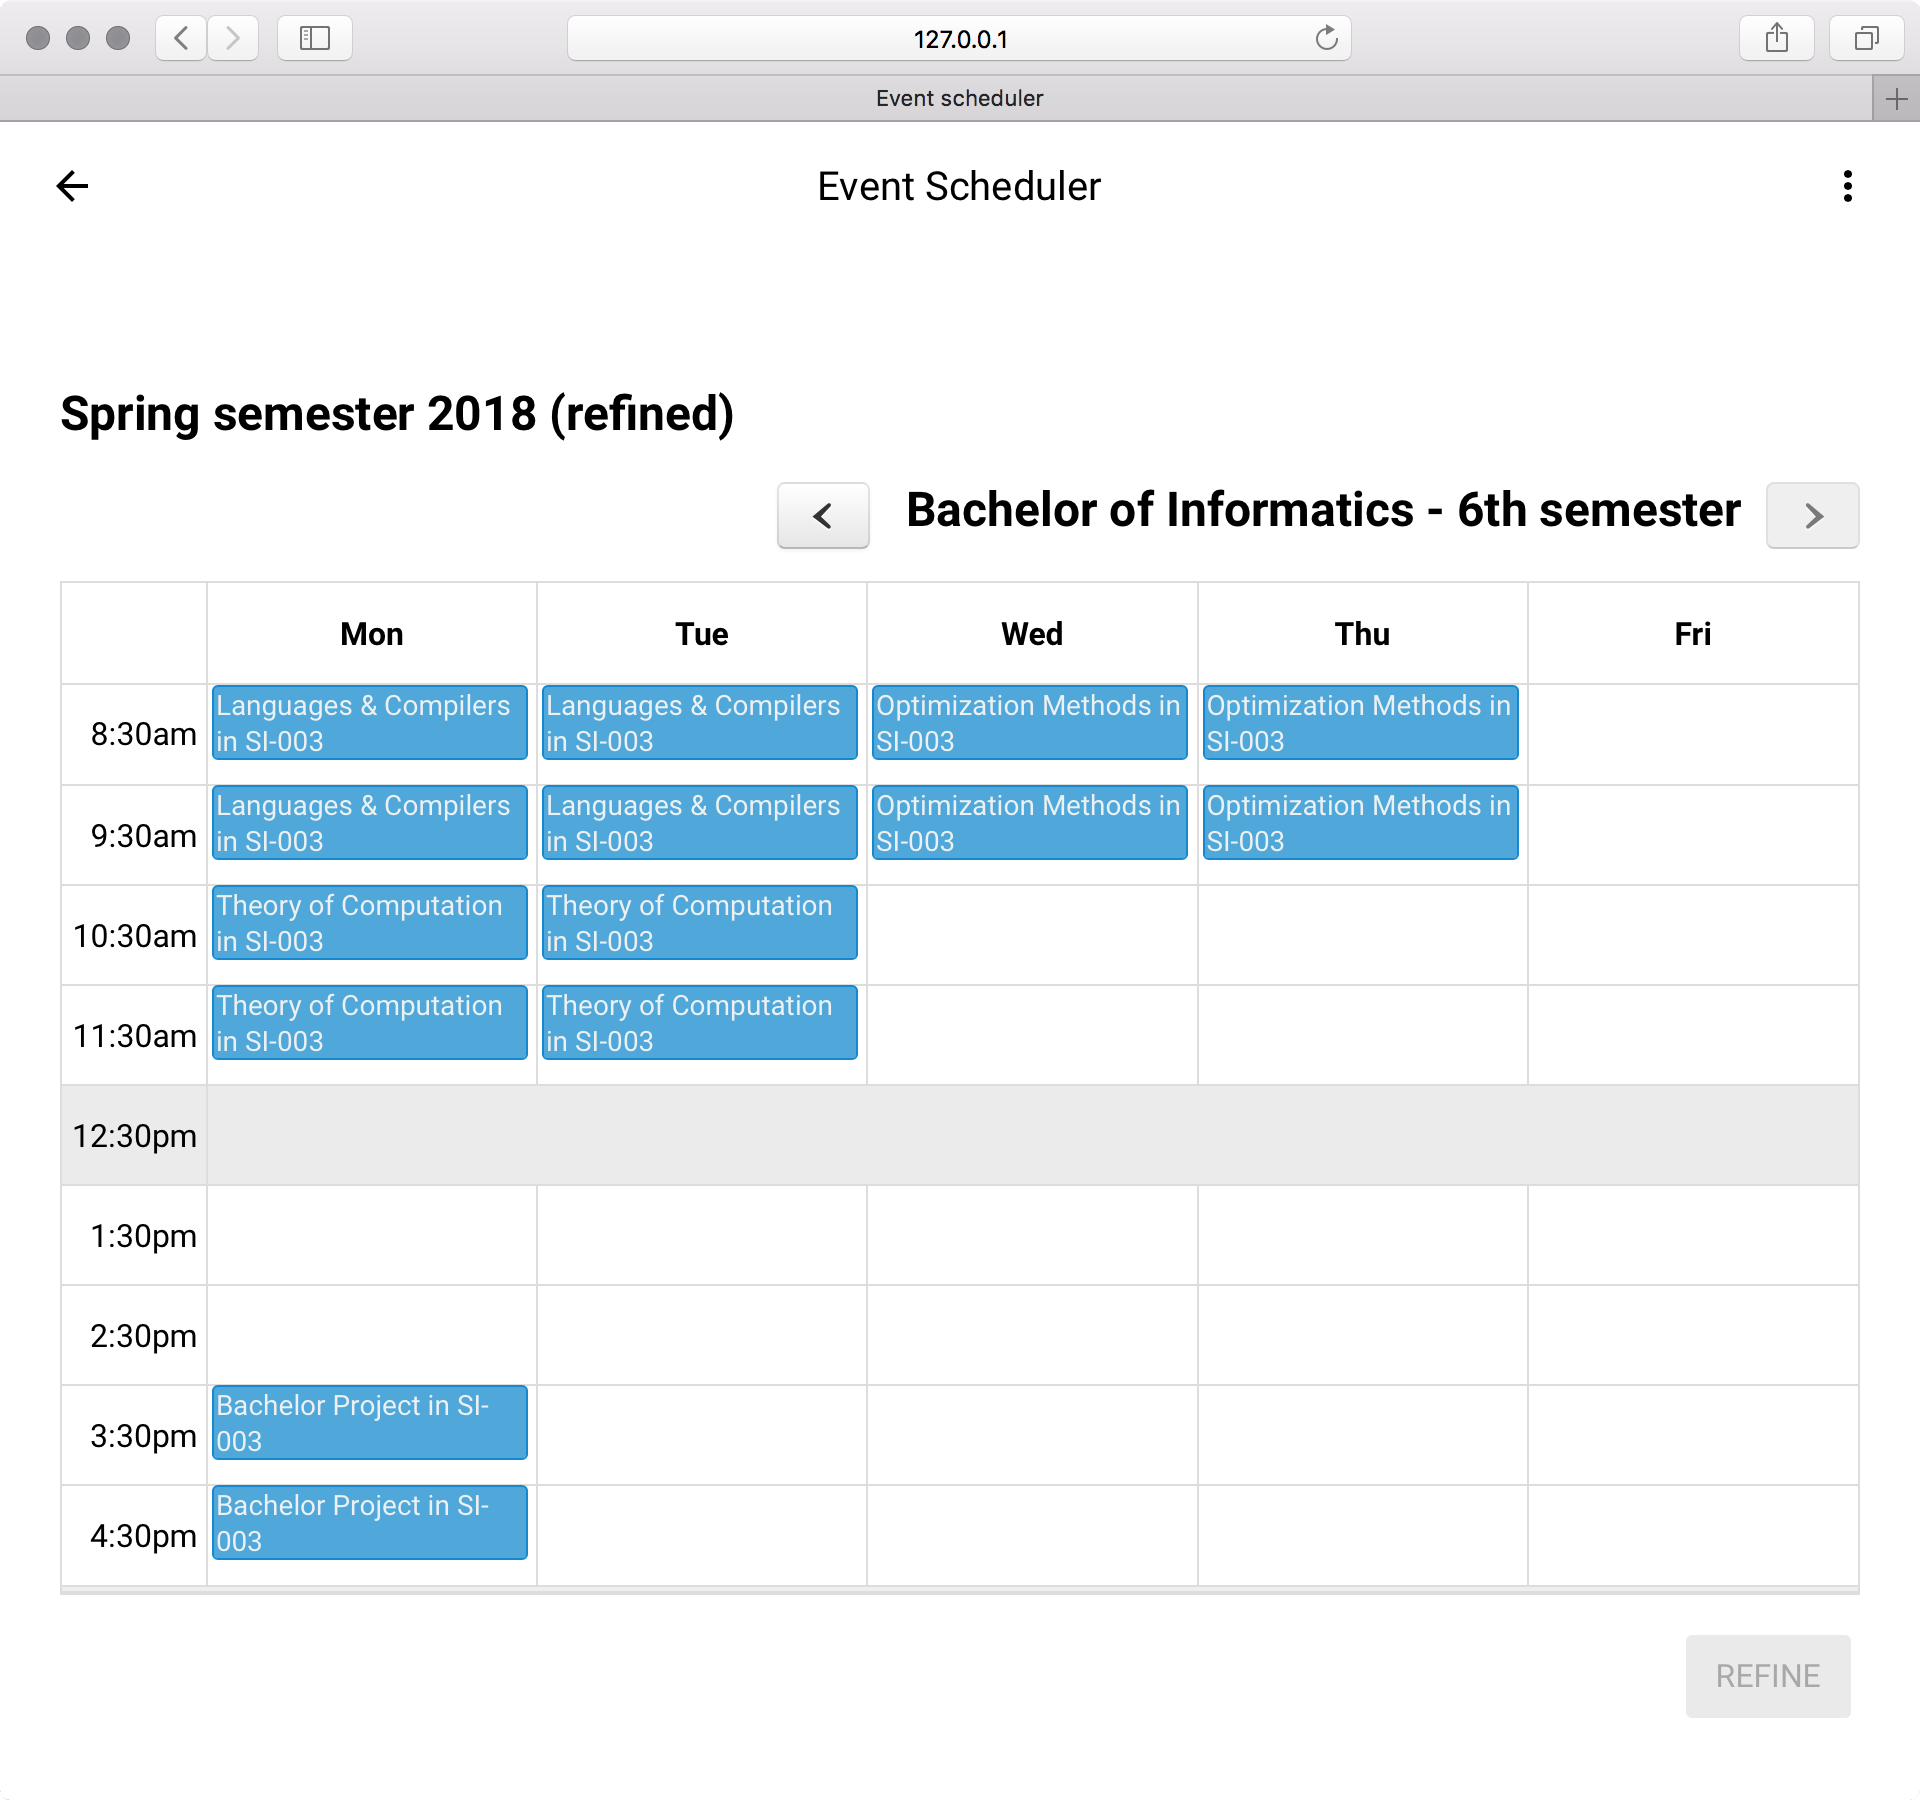 127.0.0.1
Event scheduler
Event Scheduler
Spring semester 2018 (refined)
Bachelor of Informatics - 6th semester
Mon Tue Wed Thu Fri
8:30am
Languages & Compilers
in SI-003
Languages & Compilers
in SI-003
Optimization Methods in
SI-003
Optimization Methods in
SI-003
9:30am
Languages & Compilers
in SI-003
Languages & Compilers
in SI-003
Optimization Methods in
SI-003
Optimization Methods in
SI-003
10:30am
Theory of Computation
in SI-003
Theory of Computation
in SI-003
11:30am
Theory of Computation
in SI-003
Theory of Computation
in SI-003
12:30pm
1:30pm
2:30pm
3:30pm
Bachelor Project in SI-
003
4:30pm
Bachelor Project in SI-
003
REFINE